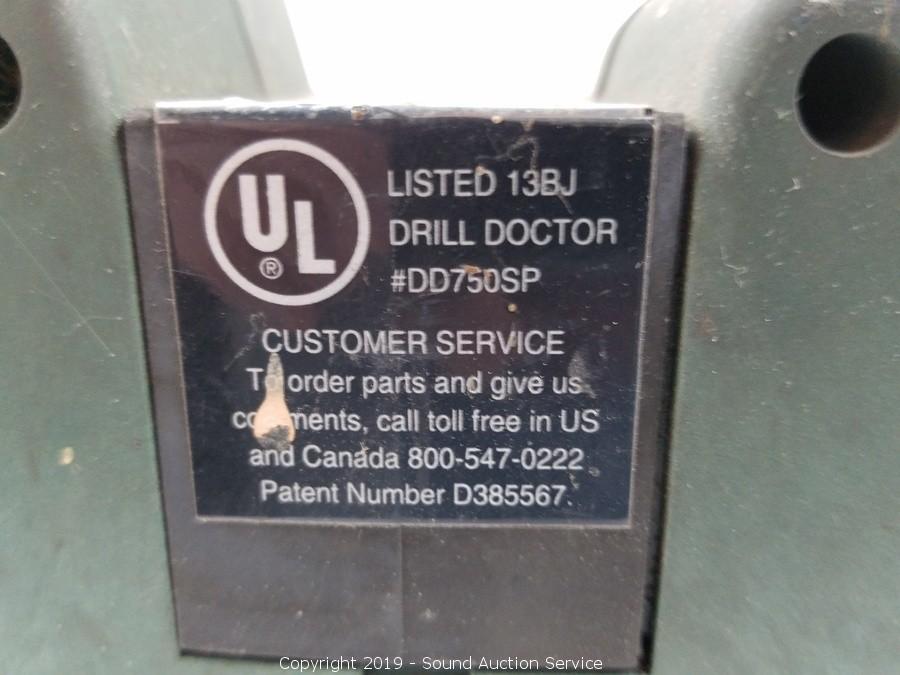 UL
®
LISTED 13BJ
DRILL DOCTOR
#DD750SP
CUSTOMER SERVICE
To order parts and give us
comments, call toll free in US
and Canada 800-547-0222
Patent Number D385567.
Copyright 2019 - Sound Auction Service